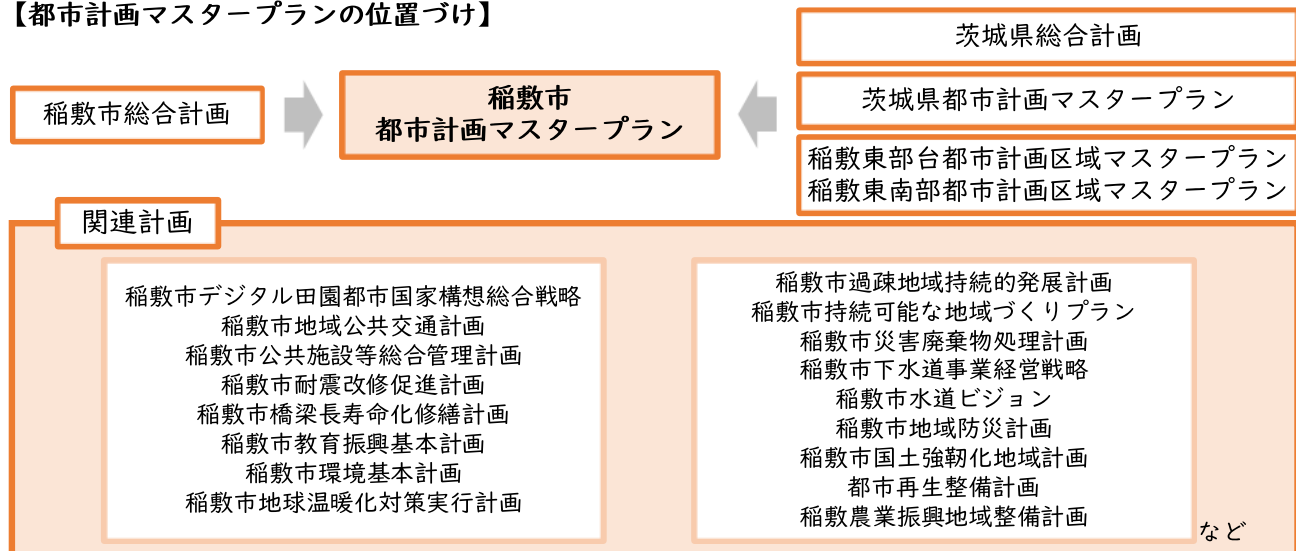 【都市計画マスタープランの位置づけ】
稲敷市総合計画
稲敷市
都市計画マスタープラン
茨城県総合計画
茨城県都市計画マスタープラン
稲敷東部台都市計画区域マスタープラン
稲敷東南部都市計画区域マスタープラン
関連計画
稲敷市デジタル田園都市国家構想総合戦略
稲敷市地域公共交通計画
稲敷市公共施設等総合管理計画
稲敷市耐震改修促進計画
稲敷市橋梁長寿命化修繕計画
稲敷市教育振興基本計画
稲敷市環境基本計画
稲敷市地球温暖化対策実行計画
稲敷市過疎地域持続的発展計画
稲敷市持続可能な地域づくりプラン
稲敷市災害廃棄物処理計画
稲敷市下水道事業経営戦略
稲敷市水道ビジョン
稲敷市地域防災計画
稲敷市国土強靭化地域計画
都市再生整備計画
稲敷農業振興地域整備計画
など